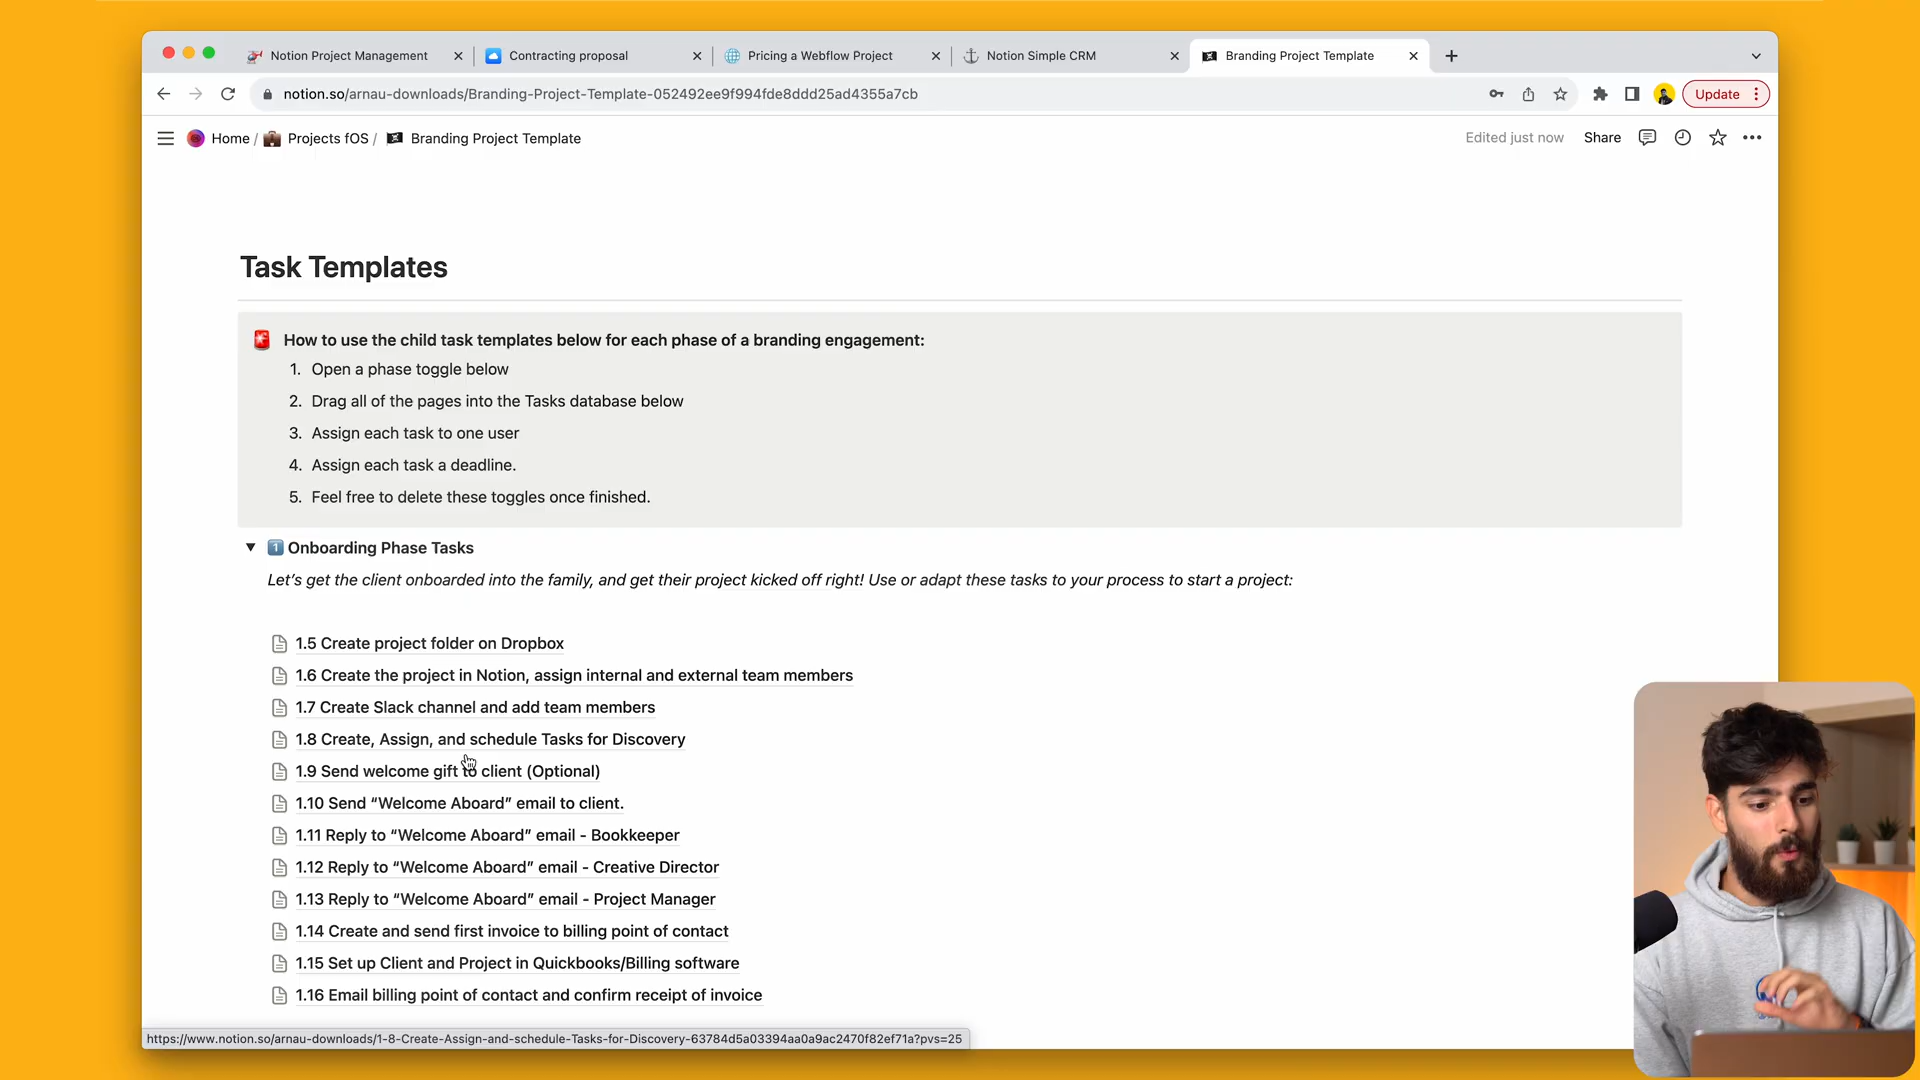 Notion Project Management
Contracting proposal
Pricing a Webflow Project
Notion Simple CRM
Branding Project Template
notion.so/arnau-downloads/Branding-Project-Template-052492ee9f994fde8ddd25ad4355a7cb
Update
Home / Projects fOS / Branding Project Template
Edited just now
Share
Task Templates
How to use the child task templates below for each phase of a branding engagement:
1. Open a phase toggle below
2. Drag all of the pages into the Tasks database below
3. Assign each task to one user
4. Assign each task a deadline.
5. Feel free to delete these toggles once finished.
1 Onboarding Phase Tasks
Let’s get the client onboarded into the family, and get their project kicked off right! Use or adapt these tasks to your process to start a project:
1.5 Create project folder on Dropbox
1.6 Create the project in Notion, assign internal and external team members
1.7 Create Slack channel and add team members
1.8 Create, Assign, and schedule Tasks for Discovery
1.9 Send welcome gift to client (Optional)
1.10 Send “Welcome Aboard” email to client.
1.11 Reply to “Welcome Aboard” email - Bookkeeper
1.12 Reply to “Welcome Aboard” email - Creative Director
1.13 Reply to “Welcome Aboard” email - Project Manager
1.14 Create and send first invoice to billing point of contact
1.15 Set up Client and Project in Quickbooks/Billing software
1.16 Email billing point of contact and confirm receipt of invoice
https://www.notion.so/arnau-downloads/1-8-Create-Assign-and-schedule-Tasks-for-Discovery-63784d5a03394aa0a9ac2470f82ef71a?pvs=25